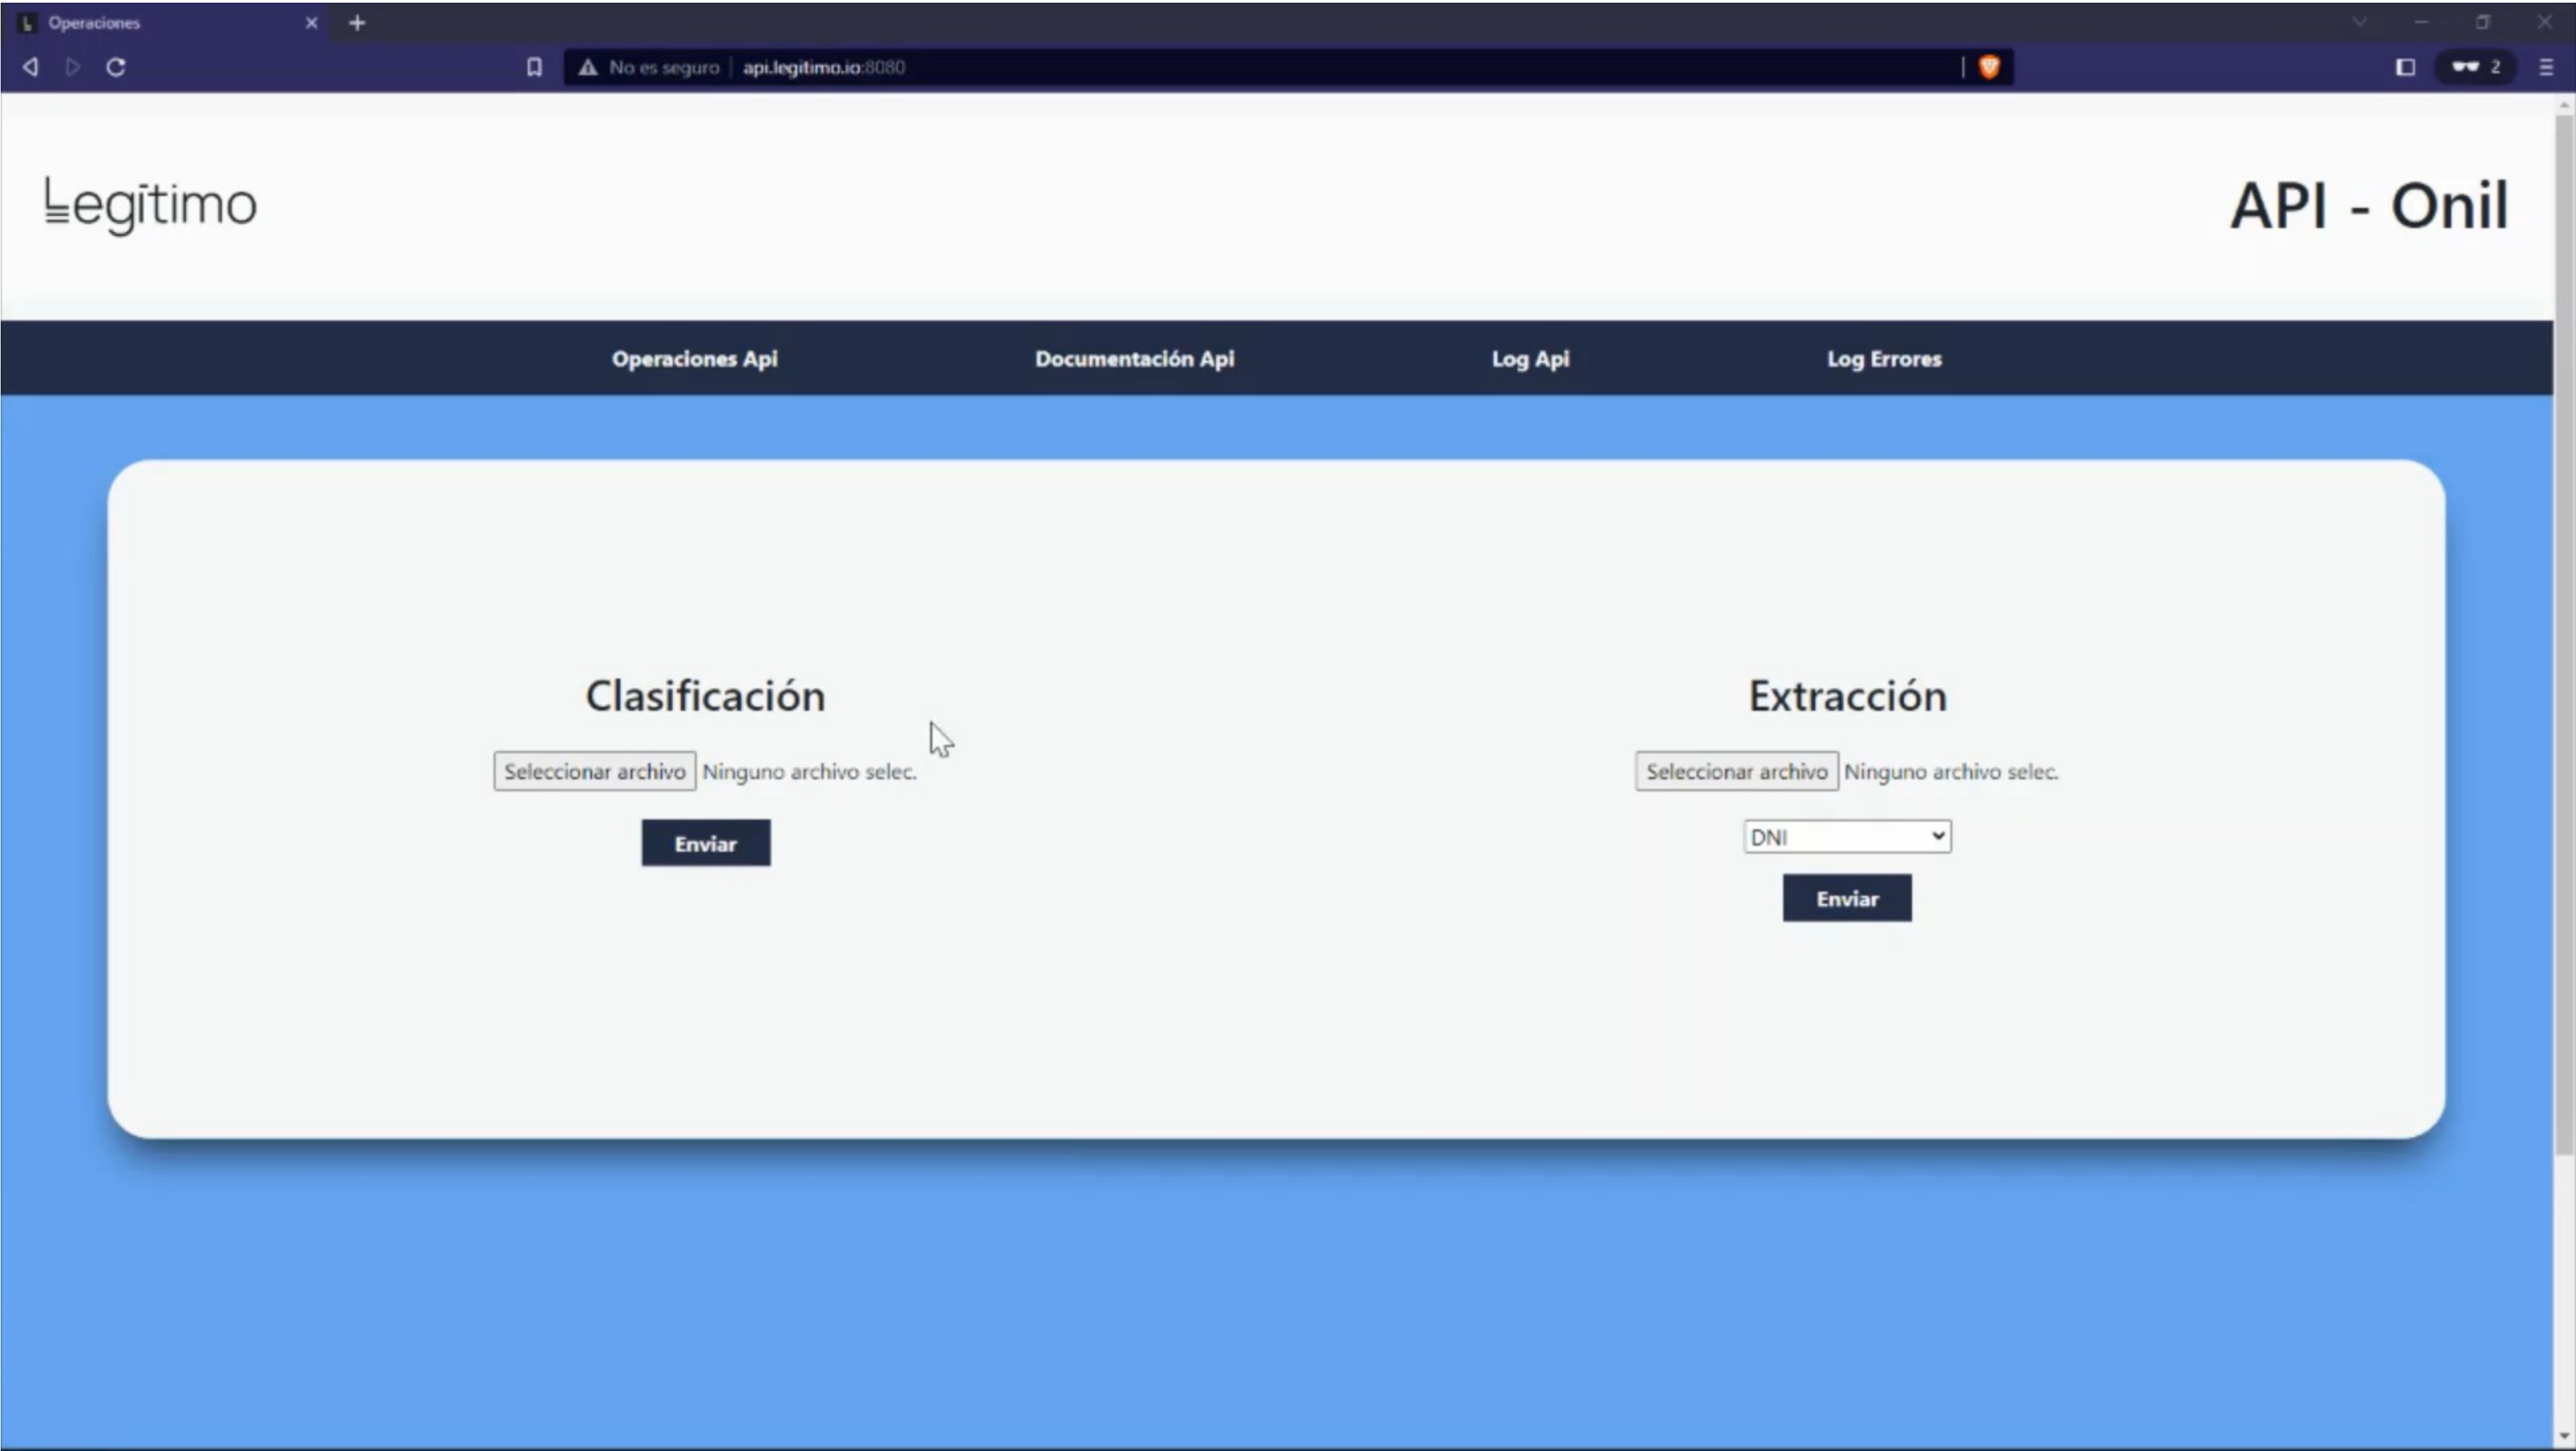 Operaciones
No es seguro | api.legitimo.io:8080
2
Legitimo
API - Onil
Operaciones Api
Documentación Api
Log Api
Log Errores
Clasificación
Seleccionar archivo Ninguno archivo selec.
Enviar
Extracción
Seleccionar archivo Ninguno archivo selec.
DNI
Enviar